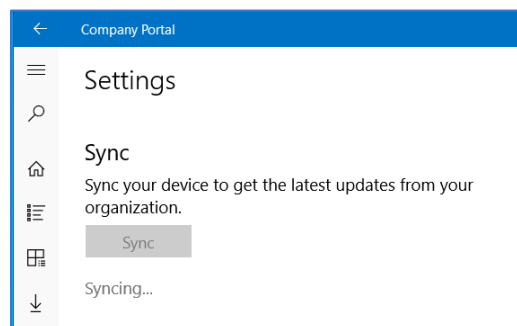 Company Portal
Settings
Sync
Sync your device to get the latest updates from your
organization.
Sync
Syncing...